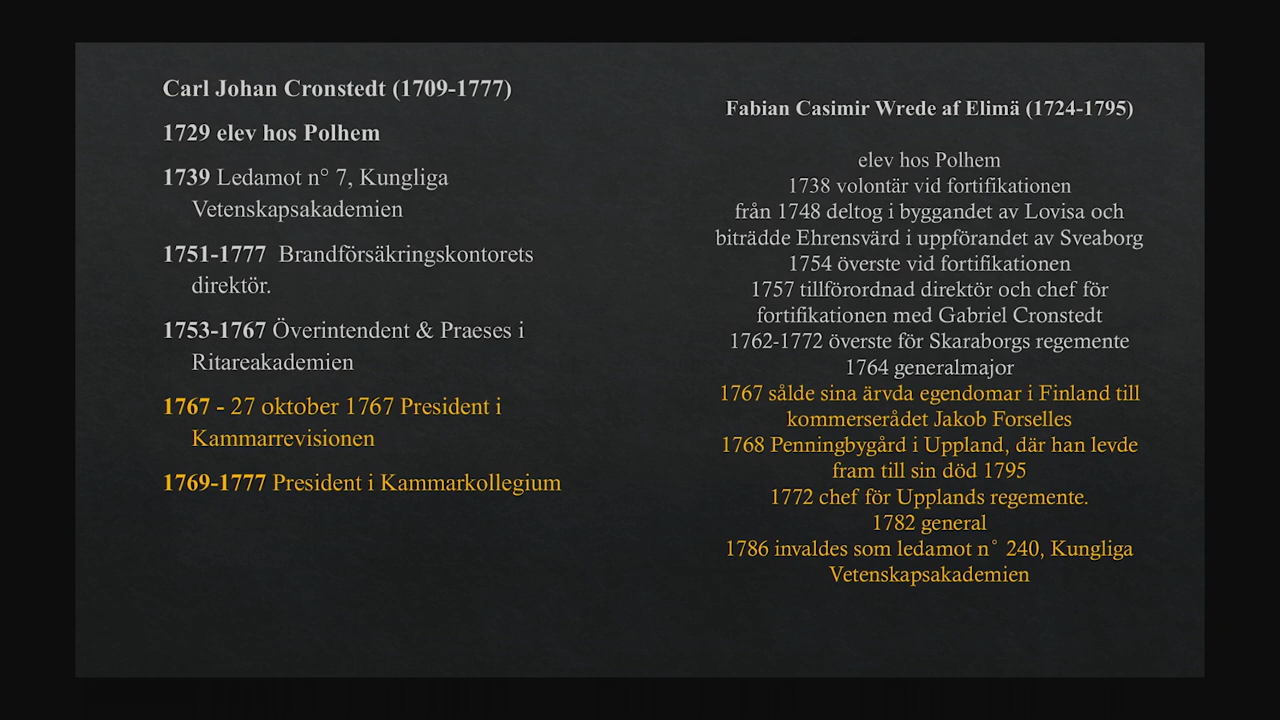 Carl Johan Cronstedt (1709-1777)
1729 elev hos Polhem
1739 Ledamot n° 7, Kungliga
Vetenskapsakademien
1751-1777 Brandförsäkringskontorets
direktör.
1753-1767 Överintendent & Praeses i
Ritareakademien
1767 - 27 oktober 1767 President i
Kammarrevisionen
1769-1777 President i Kammarkollegium
Fabian Casimir Wrede af Elimä (1724-1795)
elev hos Polhem
1738 volontär vid fortifikationen
från 1748 deltog i byggandet av Lovisa och
biträdde Ehrensvärd i uppförandet av Sveaborg
1754 överste vid fortifikationen
1757 tillförordnad direktör och chef för
fortifikationen med Gabriel Cronstedt
1762-1772 överste för Skaraborgs regemente
1764 generalmajor
1767 sålde sina ärvda egendomar i Finland till
kommerserådet Jakob Forselles
1768 Penningbygård i Uppland, där han levde
fram till sin död 1795
1772 chef för Upplands regemente.
1782 general
1786 invaldes som ledamot n° 240, Kungliga
Vetenskapsakademien